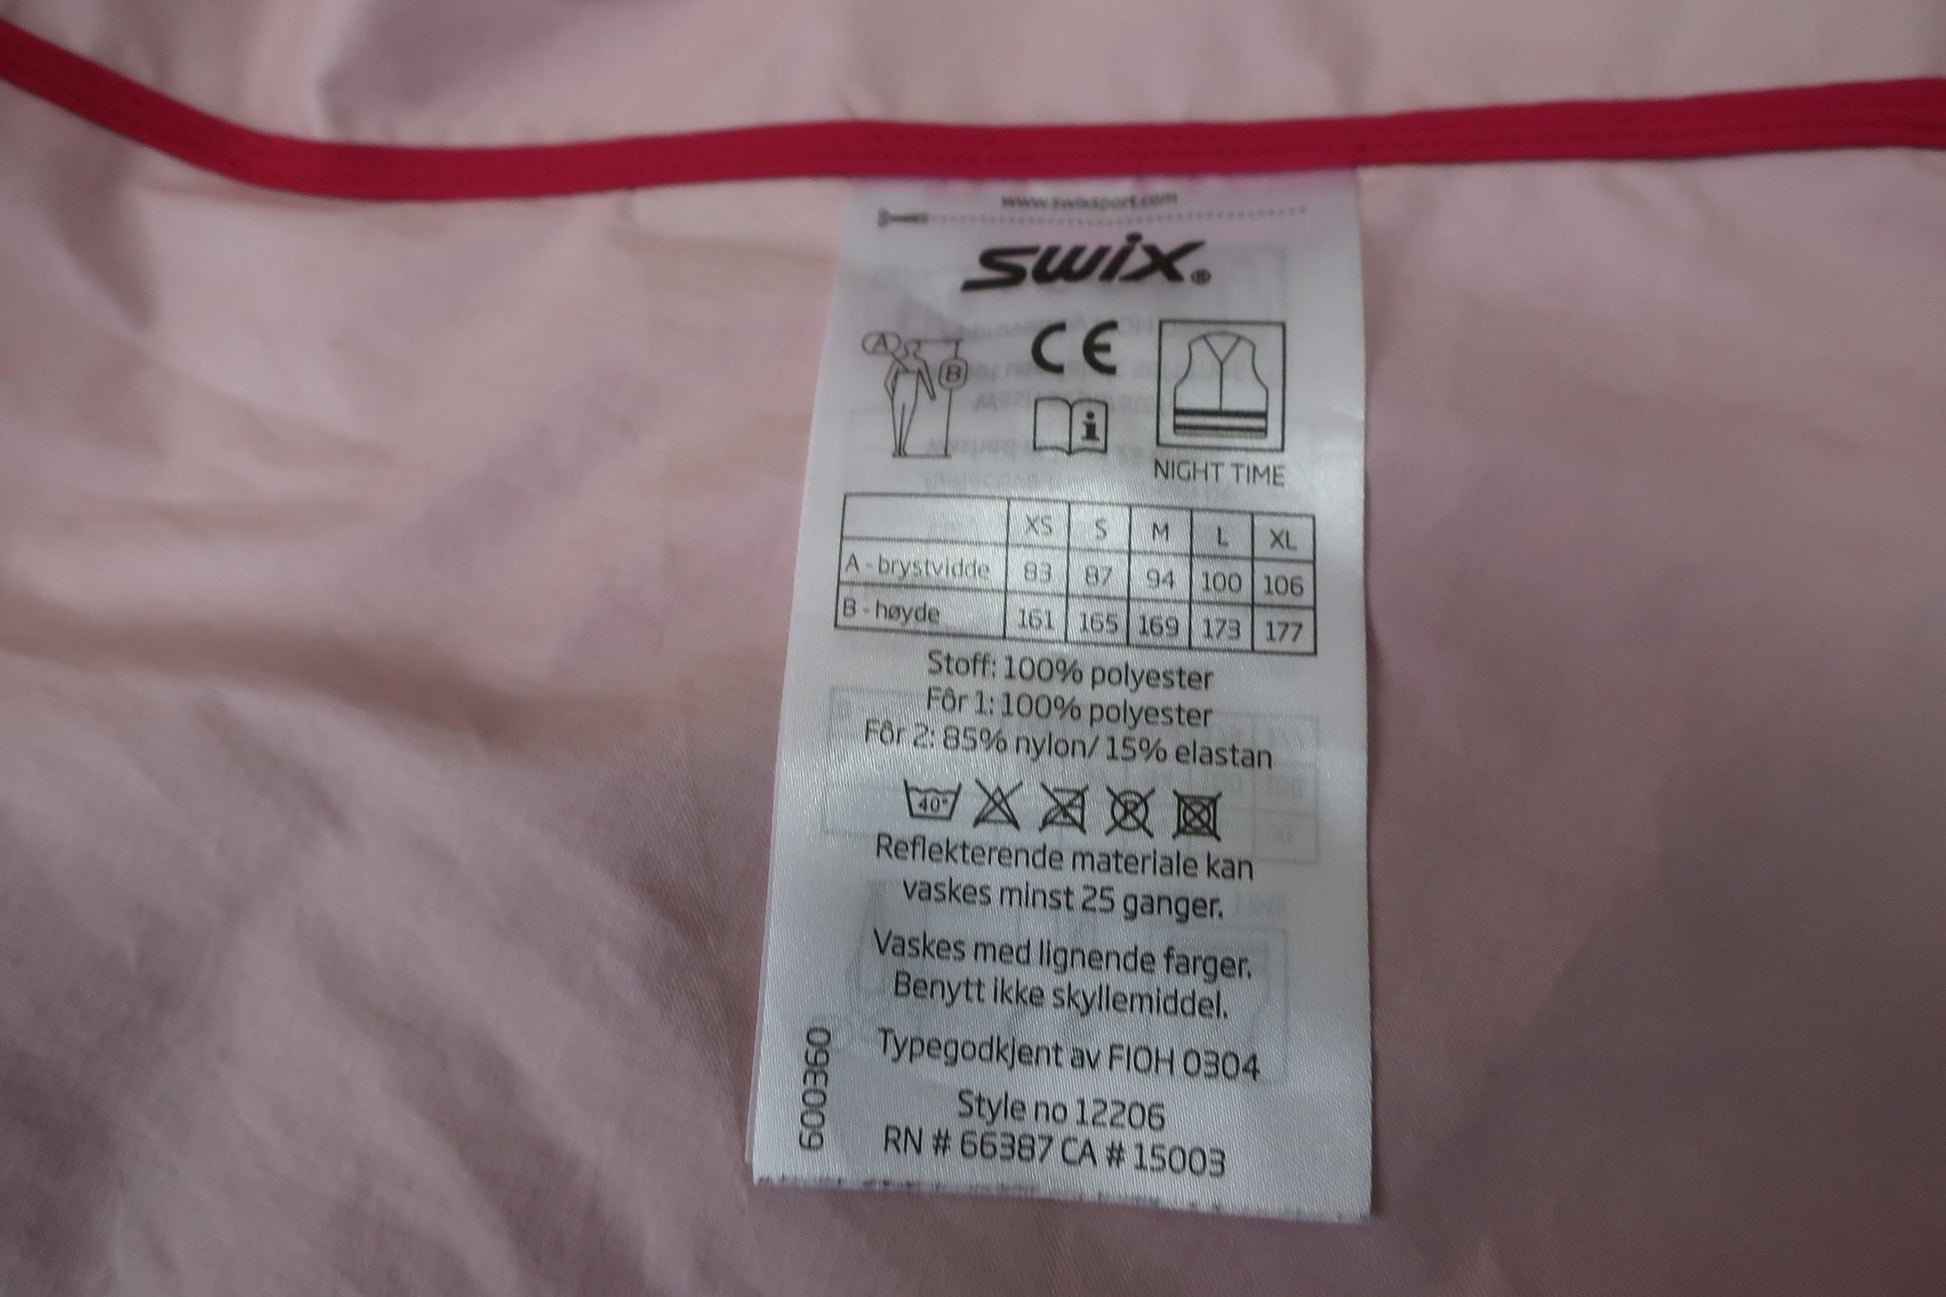 www.swixsport.com
SWIX®
A
B
CE
i
NIGHT TIME
XS S M L XL
A - brystvidde 83 87 94 100 106
B - høyde 161 165 169 173 177
Stoff: 100% polyester
Fôr 1: 100% polyester
Fôr 2: 85% nylon/ 15% elastan
40°
Reflekterende materiale kan
vaskes minst 25 ganger.
Vaskes med lignende farger.
Benytt ikke skyllemiddel.
Typegodkjent av FIOH 0304
Style no 12206
RN # 66387 CA # 15003
600360